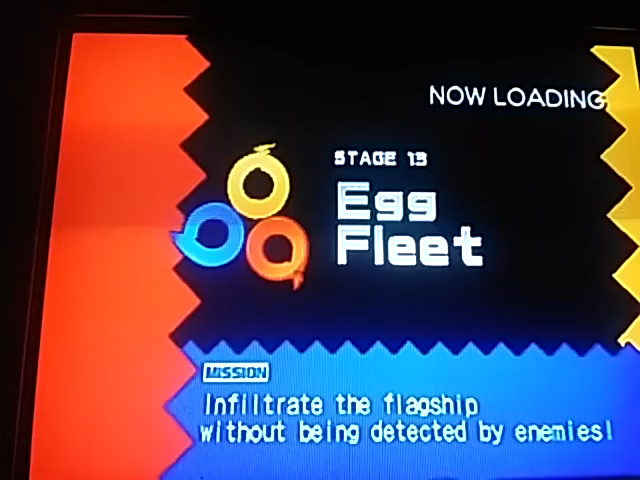 NOW LOADING
STAGE 13
Egg
Fleet
MISSION
Infiltrate the flagship
without being detected by enemies!